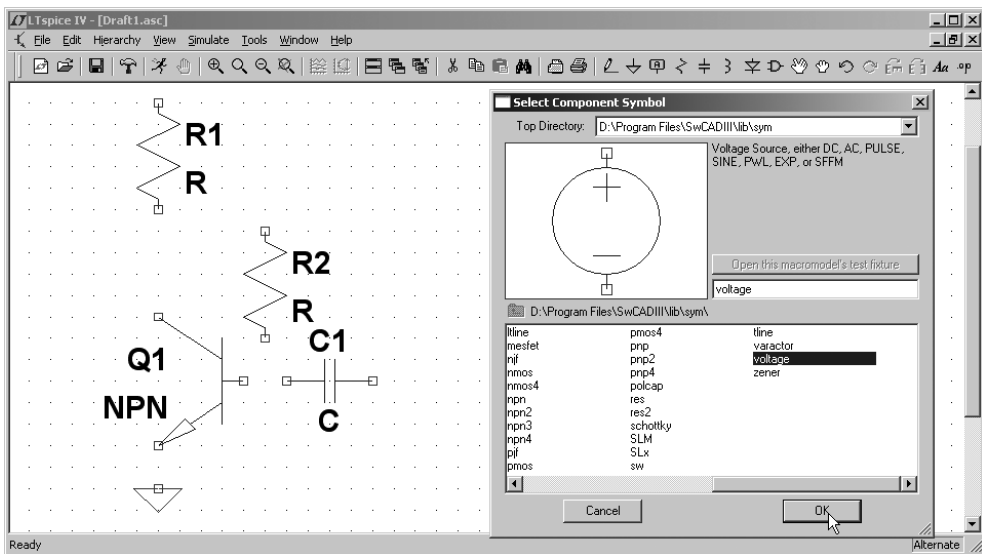 LTspice IV - [Draft1.asc]
File Edit Hierarchy View Simulate Tools Window Help
Aa .op
R1
R
R2
R
Q1
NPN
C1
C
Select Component Symbol
Top Directory: D:\Program Files\SwCADIII\lib\sym
Voltage Source, either DC, AC, PULSE,
SINE, PWL, EXP, or SFFM
Open this macromodel's test fixture
voltage
D:\Program Files\SwCADIII\lib\sym\
ltline
mesfet
njf
nmos
nmos4
npn
npn2
npn3
npn4
pjf
pmos
pmos4
pnp
pnp2
pnp4
polcap
res
res2
schottky
SLM
SLx
sw
tline
varactor
voltage
zener
Cancel OK
Ready Alternate